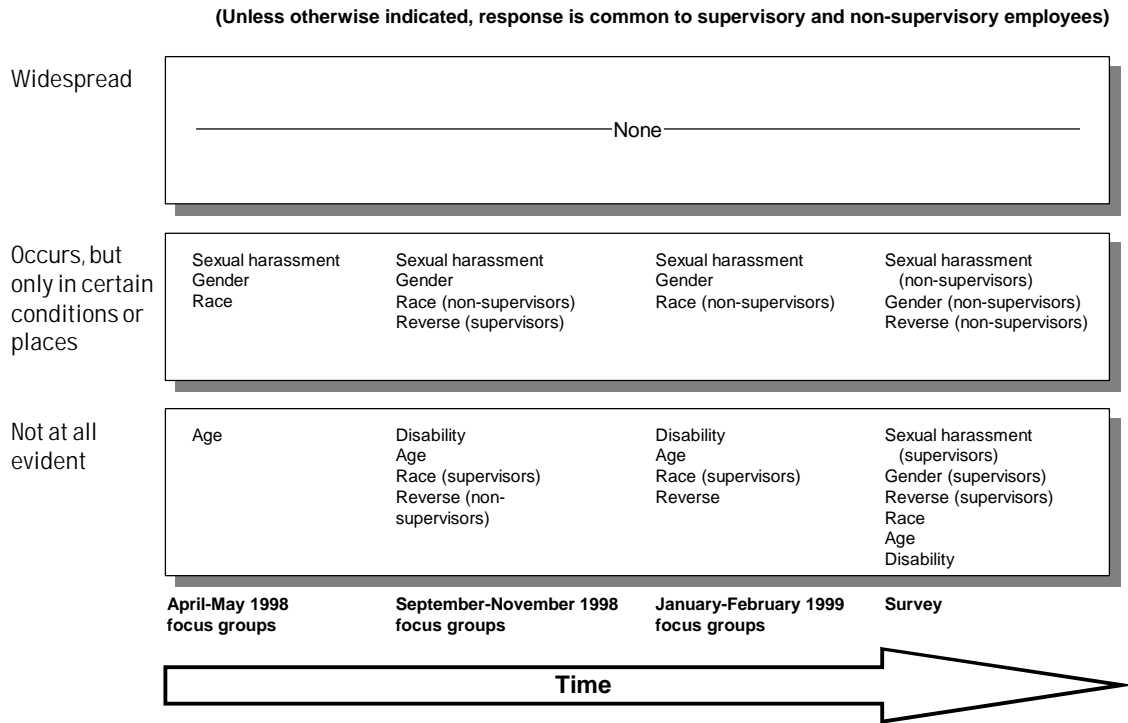 (Unless otherwise indicated, response is common to supervisory and non-supervisory employees)
Widespread
None
Occurs, but
only in certain
conditions or
places
Sexual harassment
Gender
Race
Sexual harassment
Gender
Race (non-supervisors)
Reverse (supervisors)
Sexual harassment
Gender
Race (non-supervisors)
Sexual harassment
(non-supervisors)
Gender (non-supervisors)
Reverse (non-supervisors)
Not at all
evident
Age
Disability
Age
Race (supervisors)
Reverse (non-
supervisors)
Disability
Age
Race (supervisors)
Reverse
Sexual harassment
(supervisors)
Gender (supervisors)
Reverse (supervisors)
Race
Age
Disability
April-May 1998
focus groups
September-November 1998
focus groups
January-February 1999
focus groups
Survey
Time